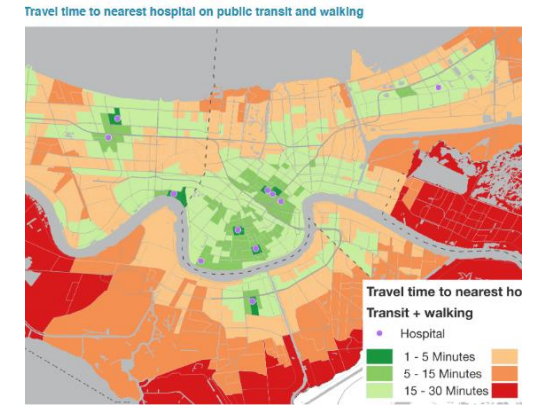 Travel time to nearest hospital on public transit and walking
Travel time to nearest ho
Transit + walking
Hospital
1 - 5 Minutes
5 - 15 Minutes
15 - 30 Minutes